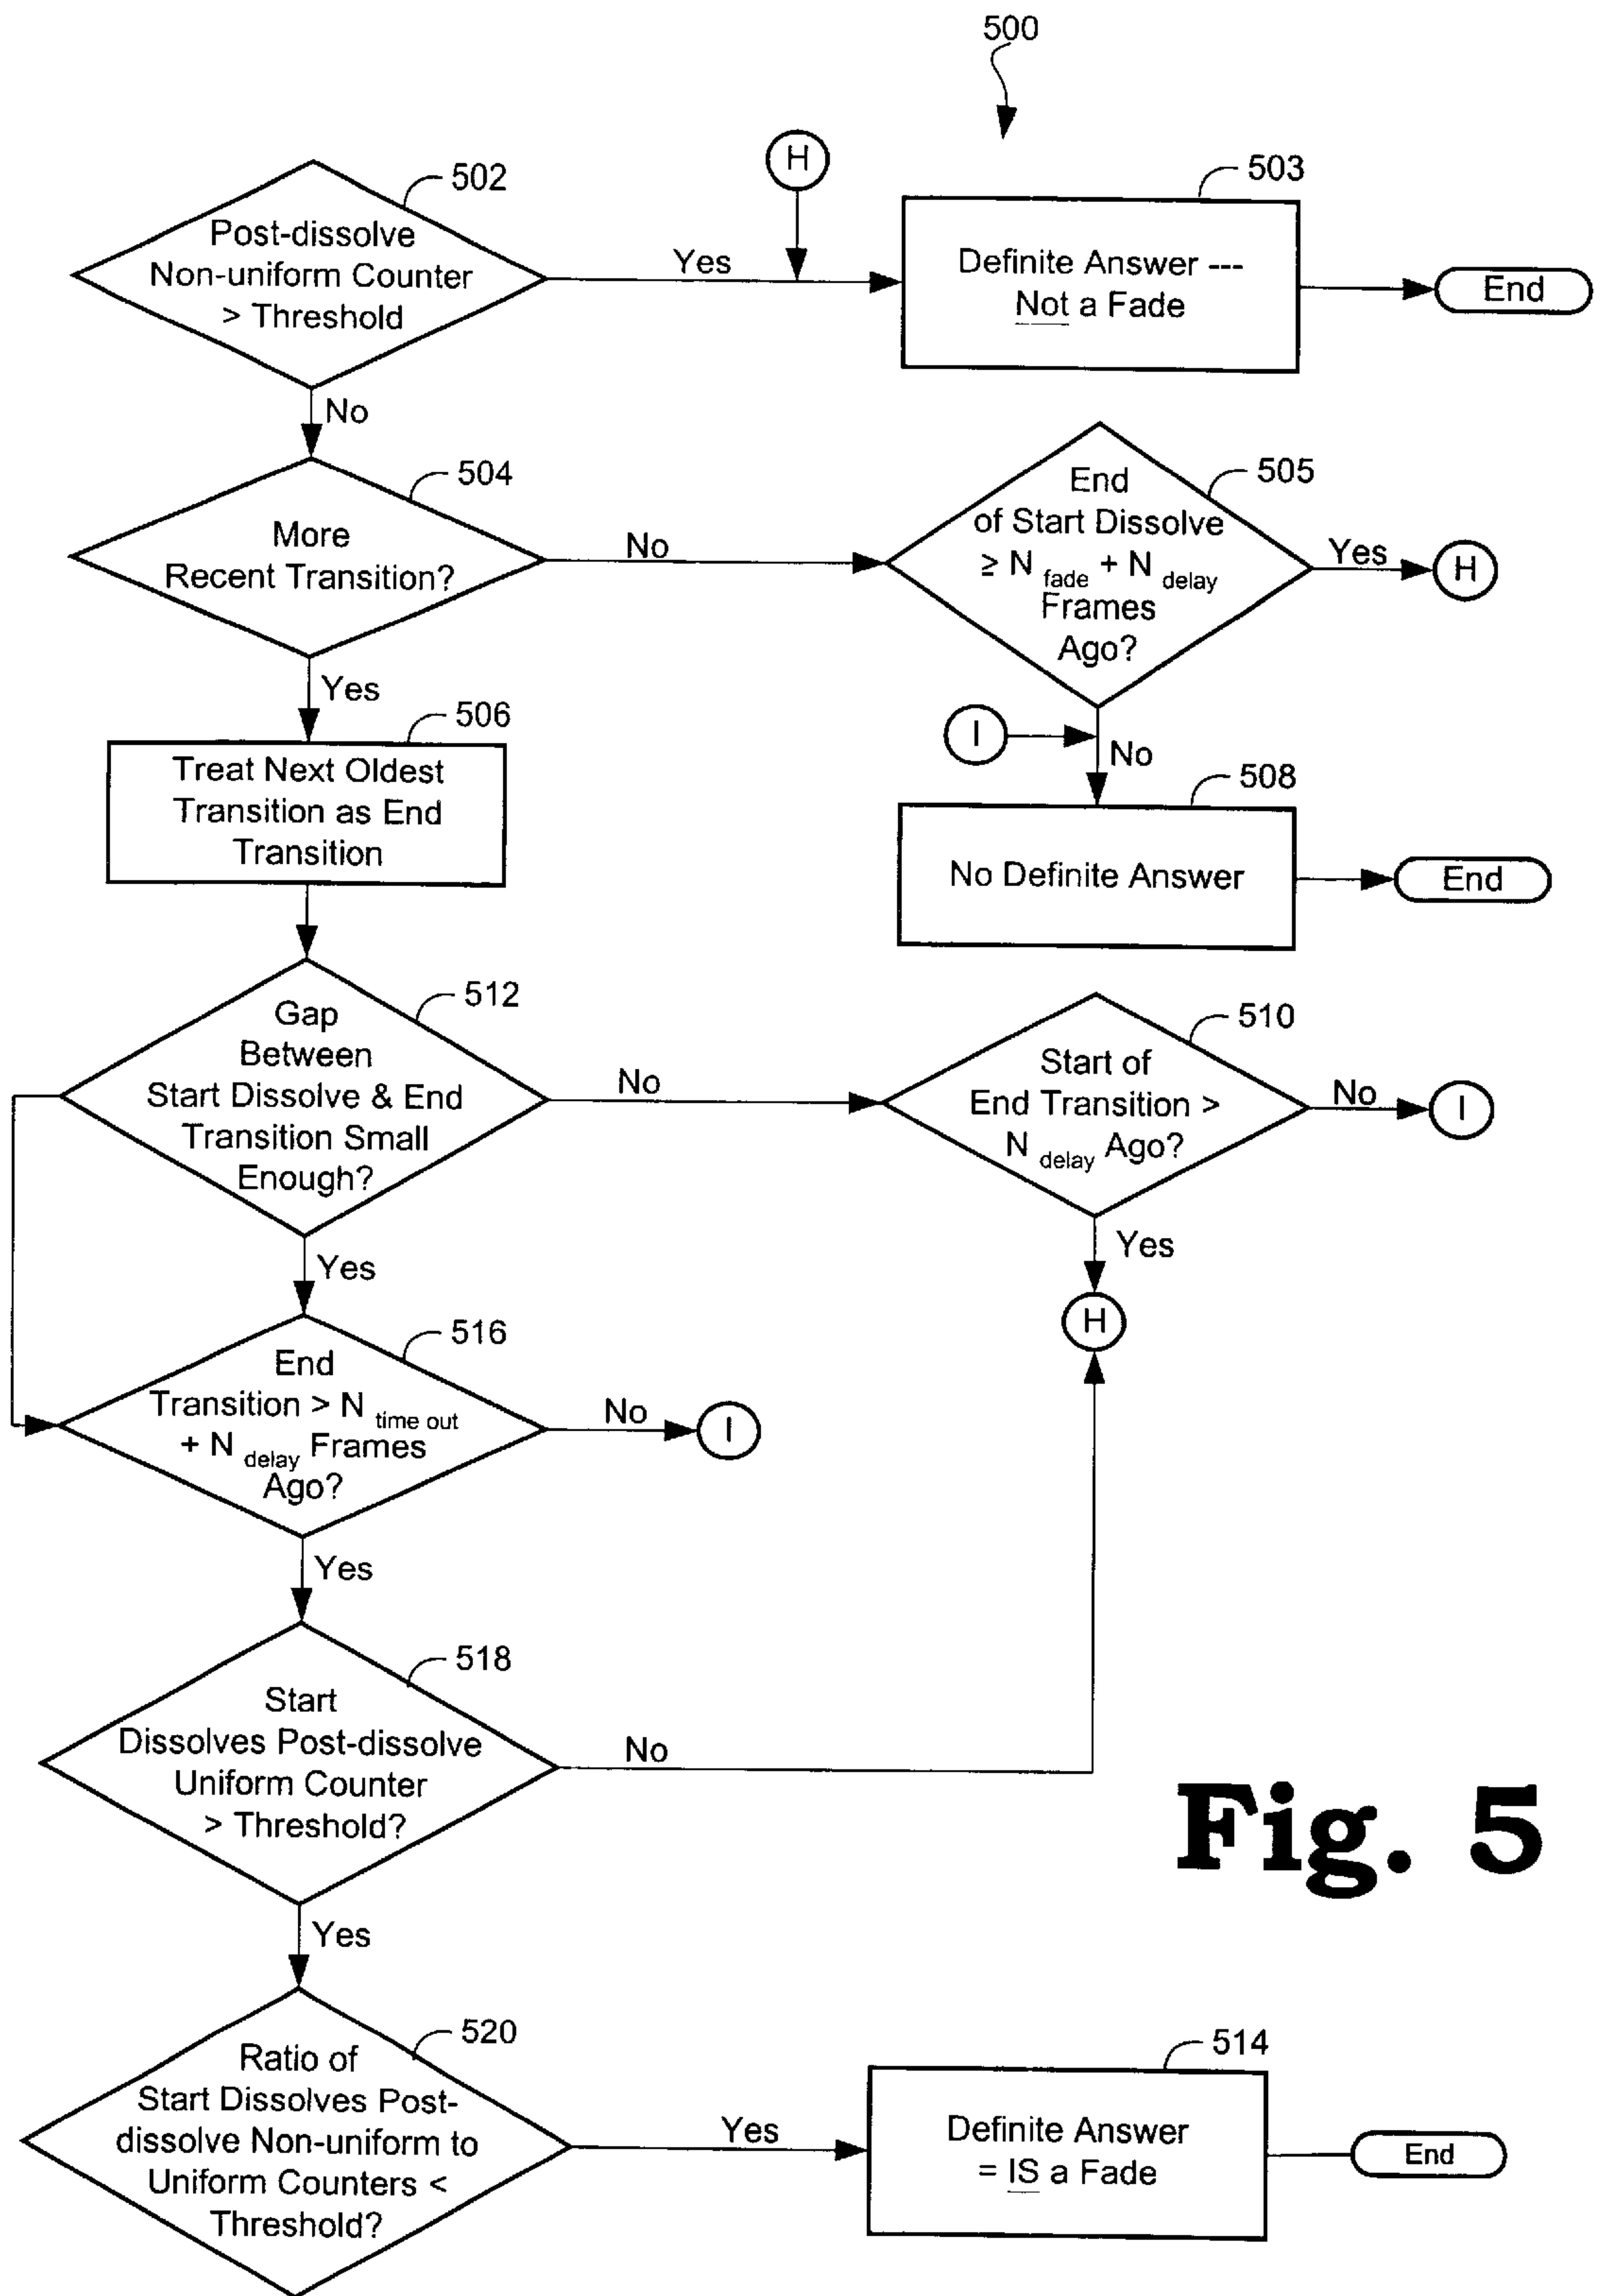 500
H
502
Post-dissolve
Non-uniform Counter
> Threshold
Yes
503
Definite Answer ---
Not a Fade
End
No
504
More
Recent Transition?
No
505
End
of Start Dissolve
≥ N fade + N delay
Frames
Ago?
Yes
H
Yes
I
No
506
Treat Next Oldest
Transition as End
Transition
508
No Definite Answer
End
512
Gap
Between
Start Dissolve & End
Transition Small
Enough?
No
510
Start of
End Transition >
N delay Ago?
No
I
Yes
Yes
H
516
End
Transition > N time out
+ N delay Frames
Ago?
No
I
Yes
518
Start
Dissolves Post-dissolve
Uniform Counter
> Threshold?
No
Yes
Fig. 5
520
Ratio of
Start Dissolves Post-
dissolve Non-uniform to
Uniform Counters <
Threshold?
Yes
514
Definite Answer
= IS a Fade
End